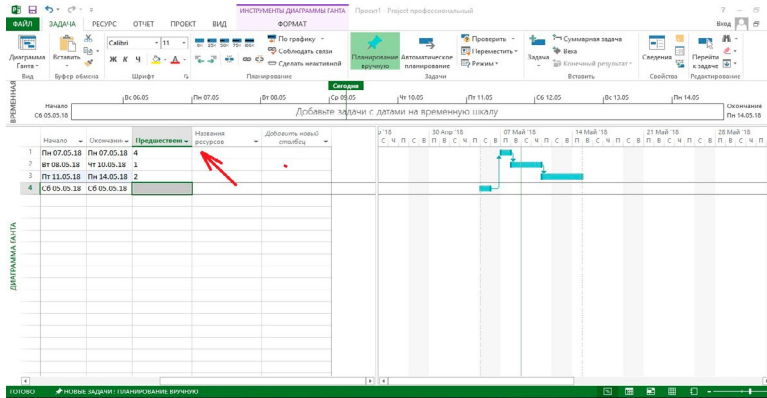 ИНСТРУМЕНТЫ ДИАГРАММЫ ГАНТА
Проект1 - Project профессиональный
ФАЙЛ ЗАДАЧА РЕСУРС ОТЧЕТ ПРОЕКТ ВИД ФОРМАТ Вход
Диаграмма Ганта
Вставить
Calibri 11
Ж К Ч
0% 25% 50% 75% 100%
По графику
Соблюдать связи
Сделать неактивной
Планирование вручную
Автоматическое планирование
Проверить
Переместить
Режим
Задача
Суммарная задача
Веха
Конечный результат
Сведения
Перейти к задаче
Вид Буфер обмена Шрифт Планирование Задачи Вставить Свойства Редактирование
ВРЕМЕННАЯ
Сегодня
Вс 06.05 Пн 07.05 Вт 08.05 Ср 09.05 Чт 10.05 Пт 11.05 Сб 12.05 Вс 13.05 Пн 14.05
Начало
Сб 05.05.18
Добавьте задачи с датами на временную шкалу
Окончание
Пн 14.05.18
Начало Окончани Предшествен Названия ресурсов Добавить новый столбец
р '18 30 Апр '18 07 Май '18 14 Май '18 21 Май '18 28 Май '18
С Ч П С В П В С Ч П С В П В С Ч П С В П В С Ч П С В П В С Ч П С В П В С Ч П
1 Пн 07.05.18 Пн 07.05.18 4
2 Вт 08.05.18 Чт 10.05.18 1
3 Пт 11.05.18 Пн 14.05.18 2
4 Сб 05.05.18 Сб 05.05.18
ДИАГРАММА ГАНТА
ГОТОВО НОВЫЕ ЗАДАЧИ : ПЛАНИРОВАНИЕ ВРУЧНУЮ